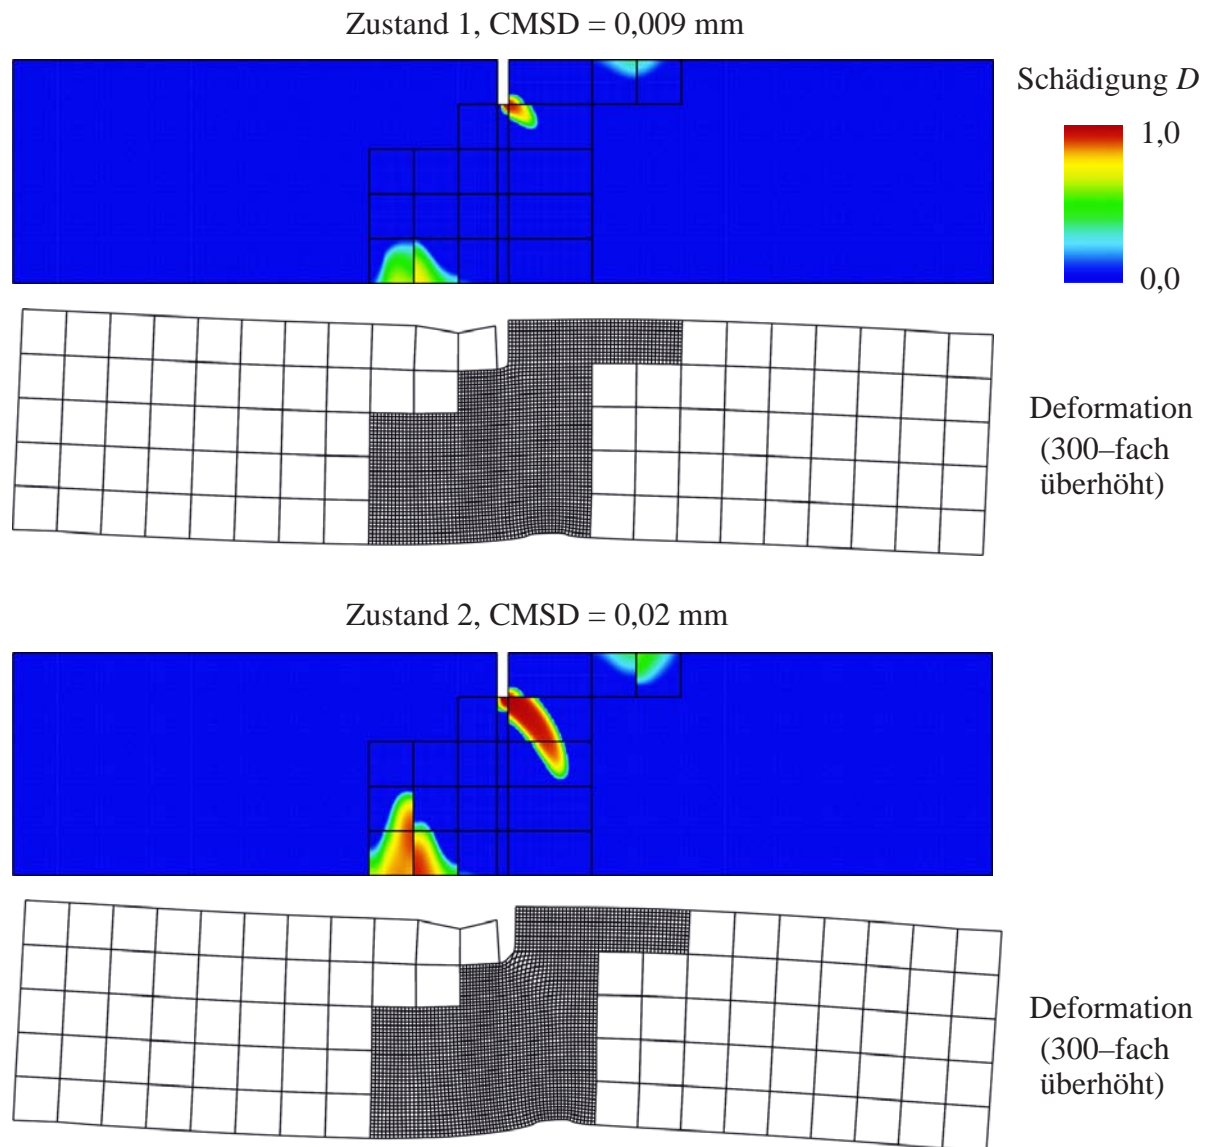 Zustand 1, CMSD = 0,009 mm
Schädigung D
1,0
0,0
Deformation
(300–fach
überhöht)
Zustand 2, CMSD = 0,02 mm
Deformation
(300–fach
überhöht)